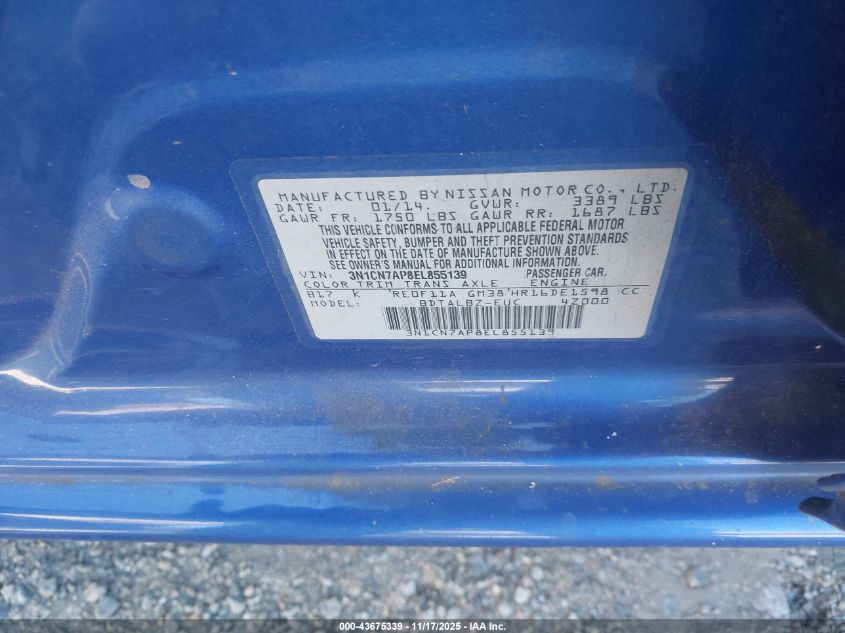 MANUFACTURED BY NISSAN MOTOR CO., LTD.
DATE: 01/14. GVWR: 3389 LBS
GAWR FR: 1750 LBS GAWR RR: 1687 LBS
THIS VEHICLE CONFORMS TO ALL APPLICABLE FEDERAL MOTOR
VEHICLE SAFETY, BUMPER AND THEFT PREVENTION STANDARDS
IN EFFECT ON THE DATE OF MANUFACTURE SHOWN ABOVE.
SEE OWNER'S MANUAL FOR ADDITIONAL INFORMATION.
VIN: 3N1CN7AP8EL855139 PASSENGER CAR.
COLOR TRIM TRANS AXLE ENGINE
B17 K RE0F11A GM38 HR16DE1598 CC
MODEL: BDTALBZ-EUC 4Z000
3N1CN7AP8EL855139
000-43675339 — 11/17/2025 — IAA Inc.